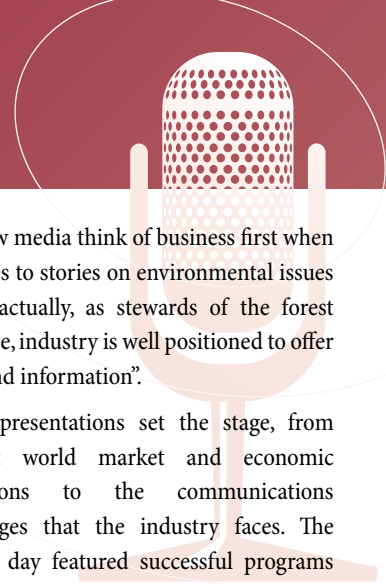 media think of business first when
to stories on environmental issues
actually, as stewards of the forest
industry is well positioned to offer
information”.
presentations set the stage, from
world market and economic
to the communications
that the industry faces. The
day featured successful programs